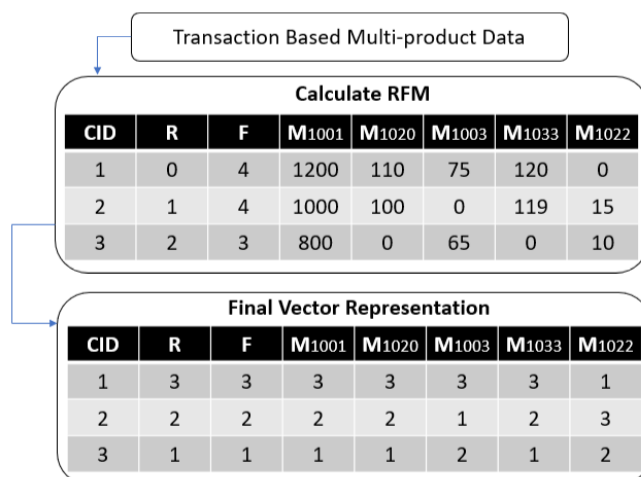 Transaction Based Multi-product Data
Calculate RFM
CID R F M1001 M1020 M1003 M1033 M1022
1 0 4 1200 110 75 120 0
2 1 4 1000 100 0 119 15
3 2 3 800 0 65 0 10
Final Vector Representation
CID R F M1001 M1020 M1003 M1033 M1022
1 3 3 3 3 3 3 1
2 2 2 2 2 1 2 3
3 1 1 1 1 2 1 2